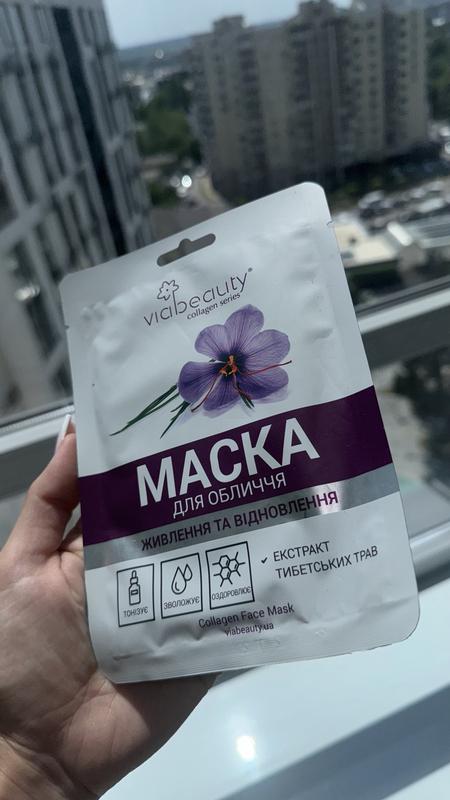 viabeauty®
collagen series
МАСКА
ДЛЯ ОБЛИЧЧЯ
ЖИВЛЕННЯ ТА ВІДНОВЛЕННЯ
ТОНІЗУЄ
ЗВОЛОЖУЄ
ОЗДОРОВЛЮЄ
✓ ЕКСТРАКТ
ТИБЕТСЬКИХ ТРАВ
Collagen Face Mask
viabeauty.ua